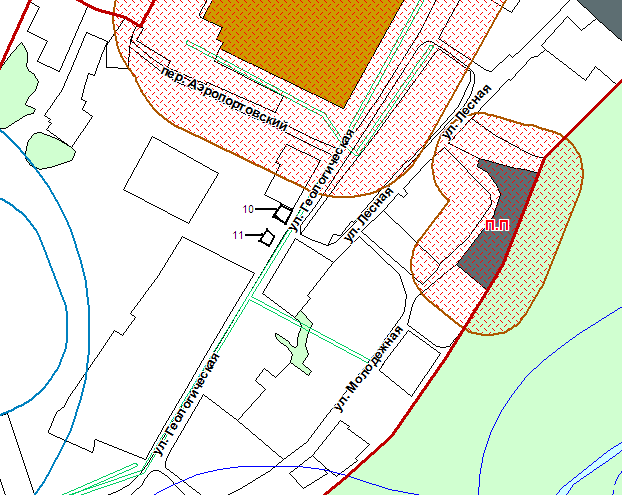 пер. Аэропортовский
ул. Лесная
ул. Геологическая
ул. Лесная
10
11
П.П
ул. Молодежная
ул. Геологическая